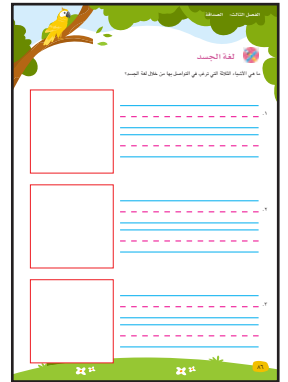 الفصل الثالث: الصداقة
لغة الجسد
ما هي الأشياء الثلاثة التي ترغب في التواصل بها من خلال لغة الجسد؟
١.
٢.
٣.
٨٦